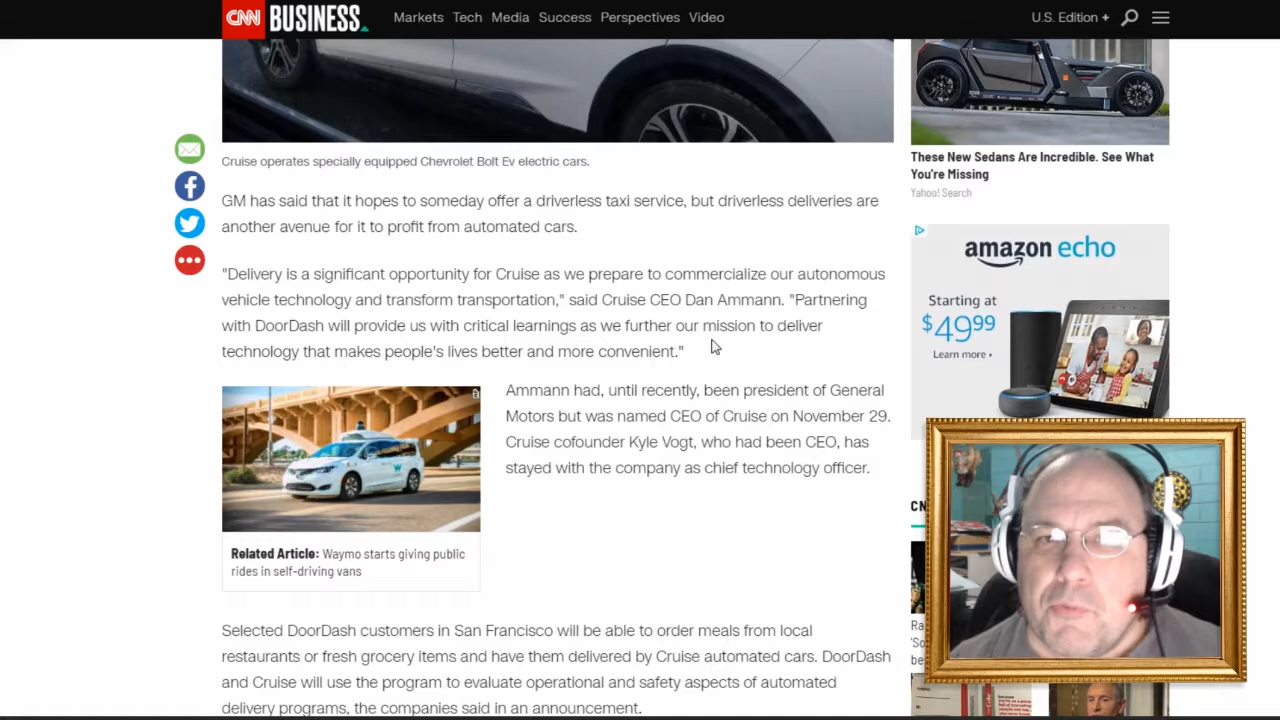 CNN BUSINESS Markets Tech Media Success Perspectives Video U.S. Edition +
Cruise operates specially equipped Chevrolet Bolt Ev electric cars.
GM has said that it hopes to someday offer a driverless taxi service, but driverless deliveries are
another avenue for it to profit from automated cars.
"Delivery is a significant opportunity for Cruise as we prepare to commercialize our autonomous
vehicle technology and transform transportation," said Cruise CEO Dan Ammann. "Partnering
with DoorDash will provide us with critical learnings as we further our mission to deliver
technology that makes people's lives better and more convenient."
Ammann had, until recently, been president of General
Motors but was named CEO of Cruise on November 29.
Cruise cofounder Kyle Vogt, who had been CEO, has
stayed with the company as chief technology officer.
Related Article: Waymo starts giving public
rides in self-driving vans
Selected DoorDash customers in San Francisco will be able to order meals from local
restaurants or fresh grocery items and have them delivered by Cruise automated cars. DoorDash
and Cruise will use the program to evaluate operational and safety aspects of automated
delivery programs, the companies said in an announcement.
These New Sedans Are Incredible. See What
You're Missing
Yahoo! Search
amazon echo
Starting at
$49.99
Learn more
CN
Ra
'So
be